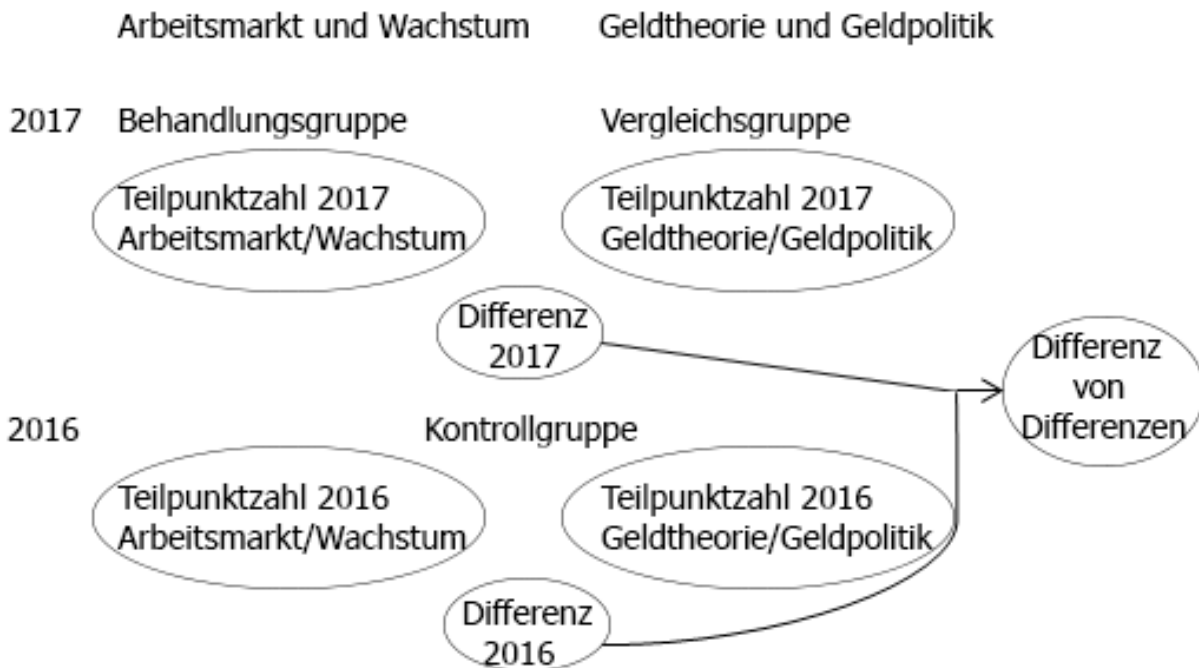 Arbeitsmarkt und Wachstum Geldtheorie und Geldpolitik
2017 Behandlungsgruppe Vergleichsgruppe
Teilpunktzahl 2017
Arbeitsmarkt/Wachstum
Teilpunktzahl 2017
Geldtheorie/Geldpolitik
Differenz
2017
Differenz
von
Differenzen
2016 Kontrollgruppe
Teilpunktzahl 2016
Arbeitsmarkt/Wachstum
Teilpunktzahl 2016
Geldtheorie/Geldpolitik
Differenz
2016